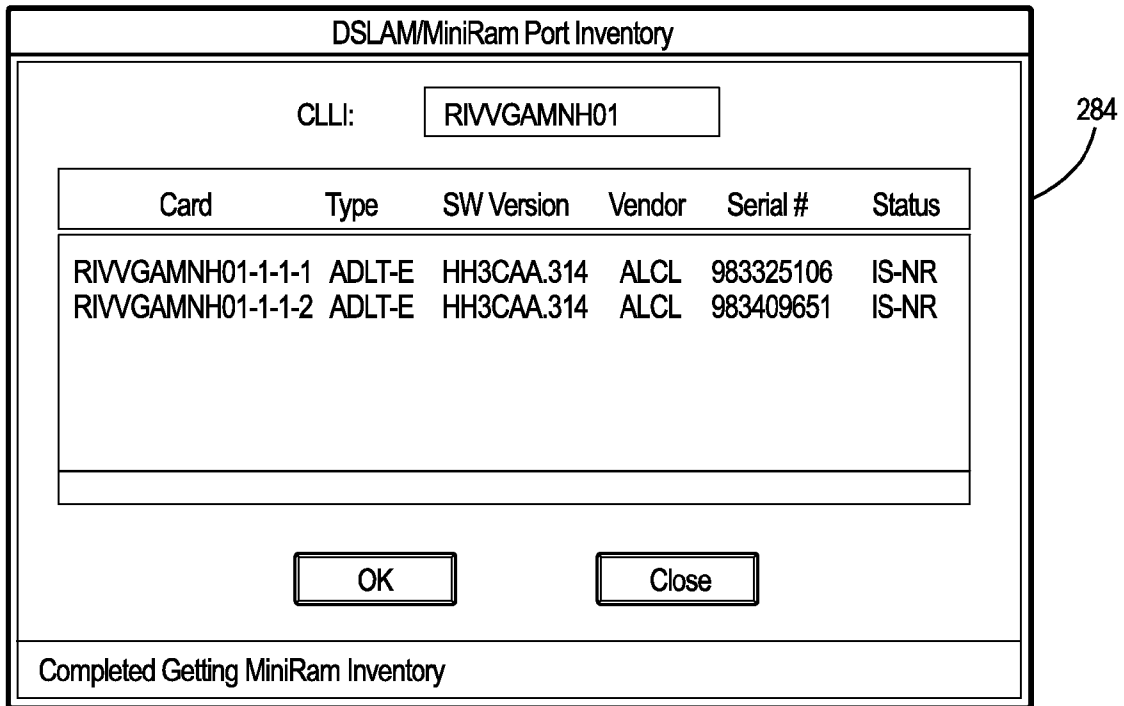 DSLAM/MiniRam Port Inventory
CLLI: RIVVGAMNH01
284
Card Type SW Version Vendor Serial # Status
RIVVGAMNH01-1-1-1 ADLT-E HH3CAA.314 ALCL 983325106 IS-NR
RIVVGAMNH01-1-1-2 ADLT-E HH3CAA.314 ALCL 983409651 IS-NR
OK Close
Completed Getting MiniRam Inventory